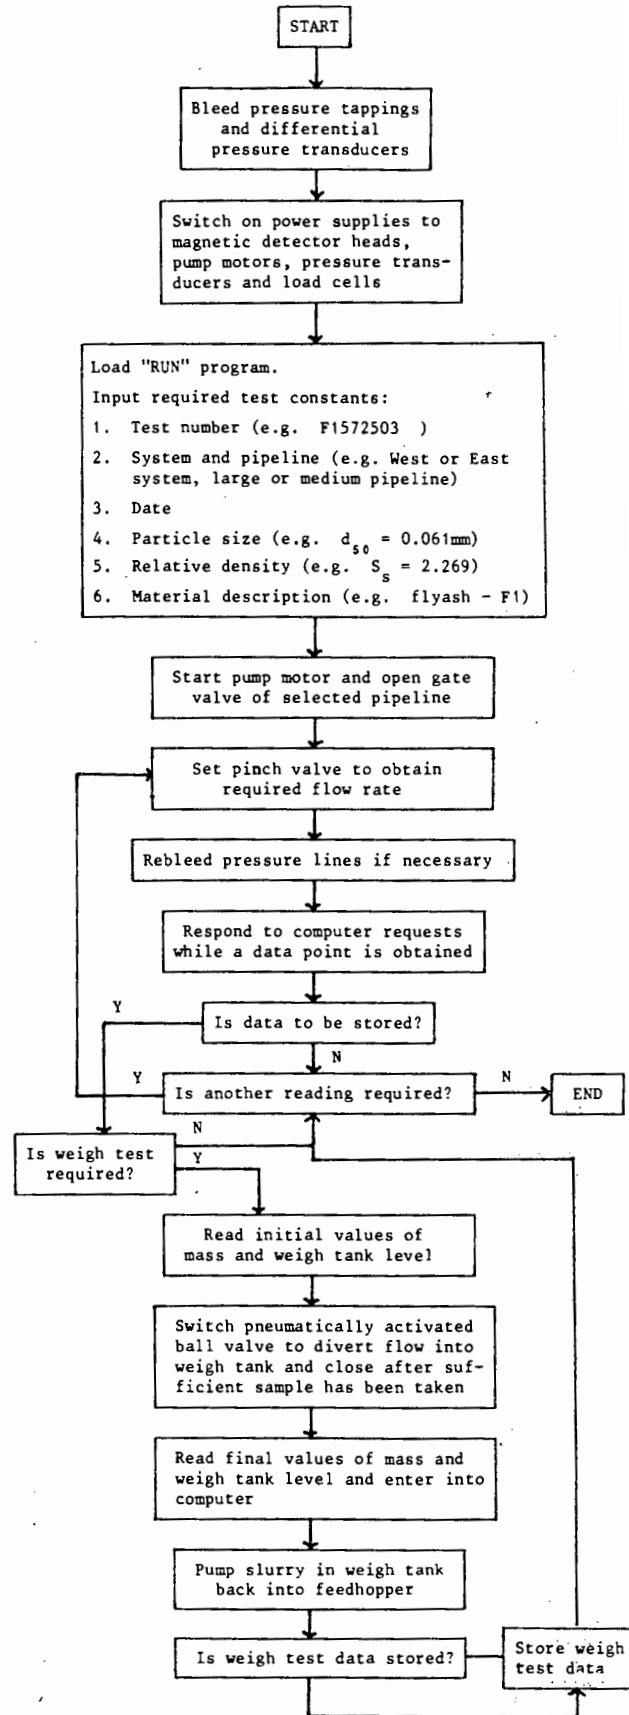 START
Bleed pressure tappings
and differential
pressure transducers
Switch on power supplies to
magnetic detector heads,
pump motors, pressure trans-
ducers and load cells
Load "RUN" program.
Input required test constants:
1. Test number (e.g. F1572503 )
2. System and pipeline (e.g. West or East
system, large or medium pipeline)
3. Date
4. Particle size (e.g. d50 = 0.061mm)
5. Relative density (e.g. Ss = 2.269)
6. Material description (e.g. flyash - F1)
Start pump motor and open gate
valve of selected pipeline
Set pinch valve to obtain
required flow rate
Rebleed pressure lines if necessary
Respond to computer requests
while a data point is obtained
Y
Is data to be stored?
N
Y
Is another reading required?
N
END
Is weigh test
required?
N
Y
Read initial values of
mass and weigh tank level
Switch pneumatically activated
ball valve to divert flow into
weigh tank and close after suf-
ficient sample has been taken
Read final values of mass and
weigh tank level and enter into
computer
Pump slurry in weigh tank
back into feedhopper
Is weigh test data stored?
Store weigh
test data